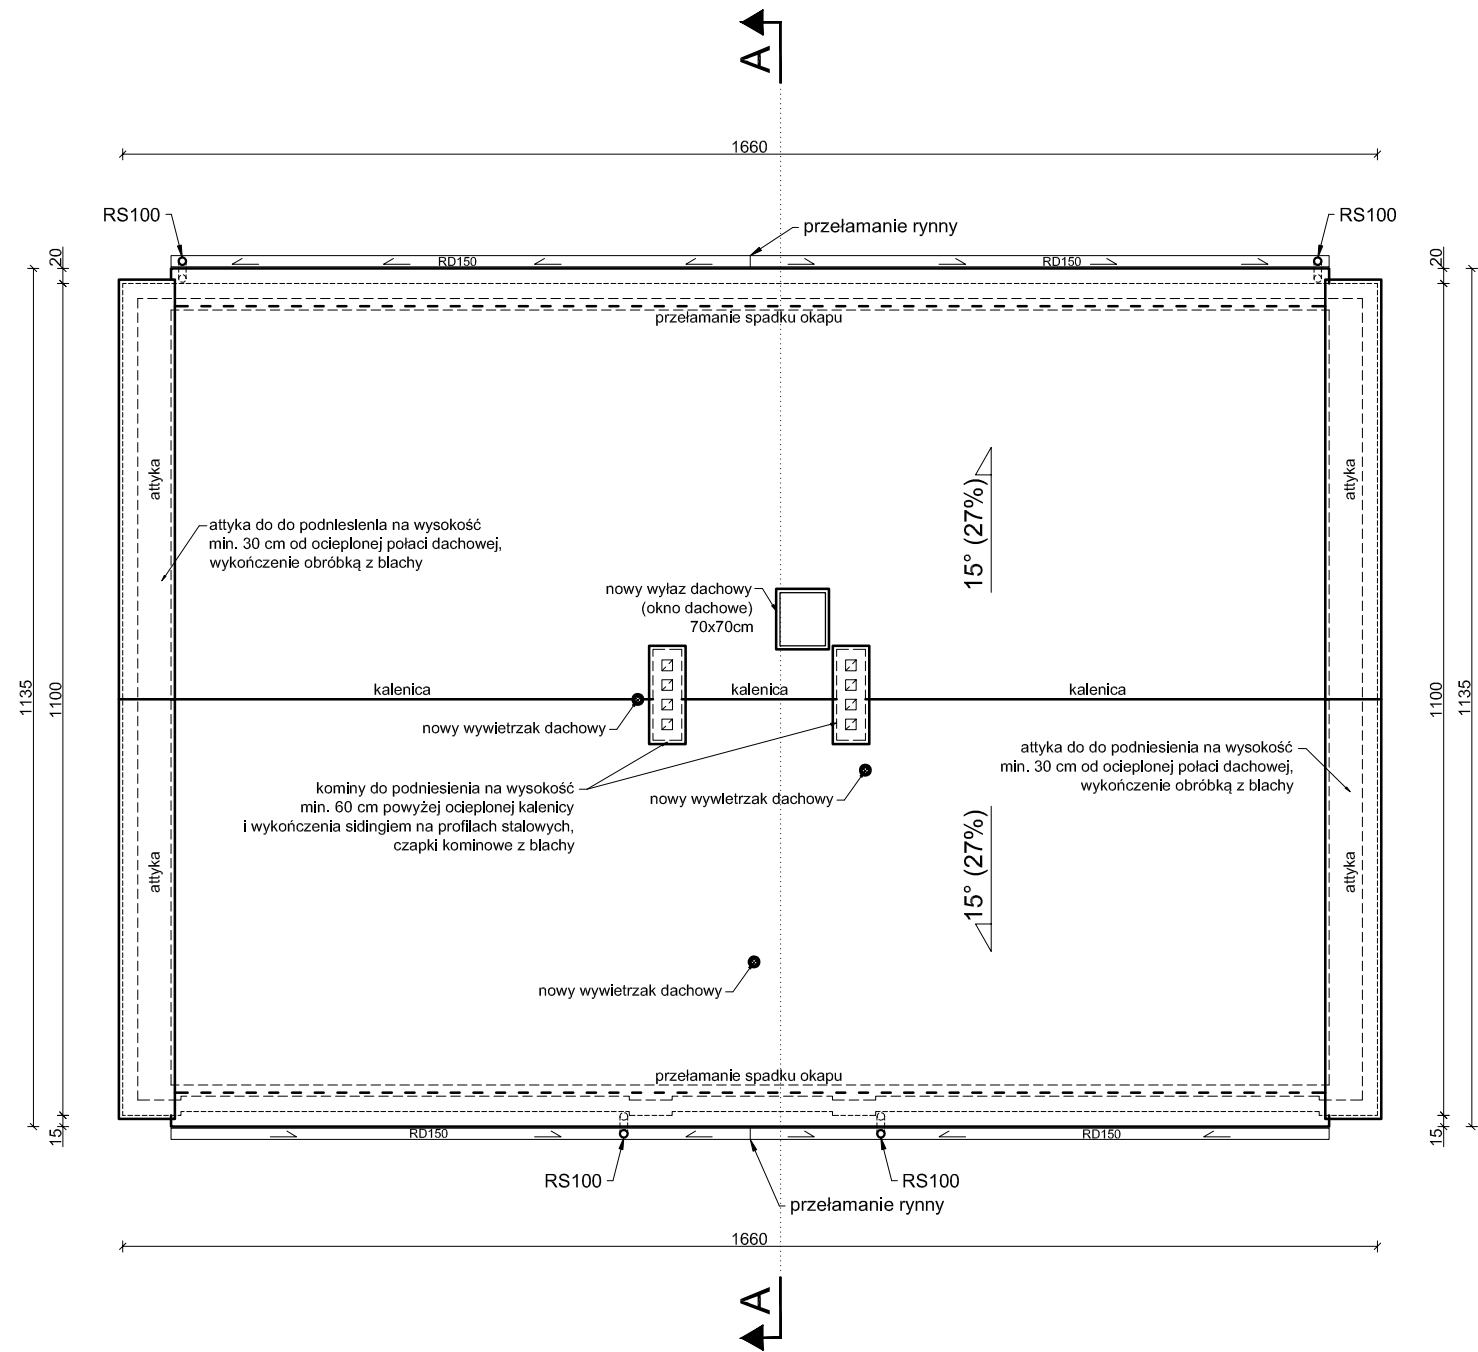 A
1660
RS100
przełamanie rynny
RS100
20
RD150
RD150
20
przełamanie spadku okapu
attyka
attyka
15° (27%)
attyka do do podniesienia na wysokość
min. 30 cm od ocieplonej połaci dachowej,
wykończenie obróbką z blachy
nowy wyłaz dachowy
(okno dachowe)
70x70cm
1135
1100
kalenica
kalenica
kalenica
1100
1135
nowy wywietrzak dachowy
attyka do do podniesienia na wysokość
min. 30 cm od ocieplonej połaci dachowej,
wykończenie obróbką z blachy
kominy do podniesienia na wysokość
min. 60 cm powyżej ocieplonej kalenicy
i wykończenia sidingiem na profilach stalowych,
czapki kominowe z blachy
nowy wywietrzak dachowy
15° (27%)
attyka
attyka
nowy wywietrzak dachowy
przełamanie spadku okapu
15
RD150
RD150
15
RS100
RS100
przełamanie rynny
1660
A